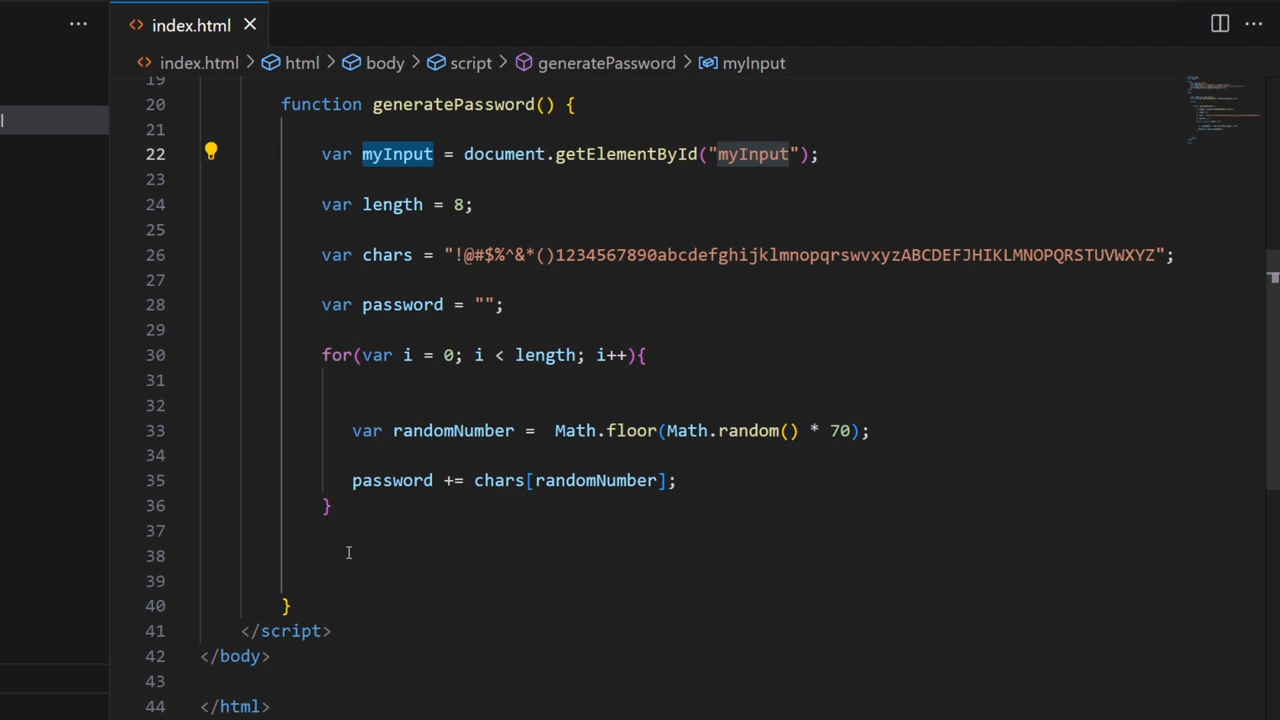 index.html
index.html > html > body > script > generatePassword > myInput
19
20 function generatePassword() {
21
22 var myInput = document.getElementById("myInput");
23
24 var length = 8;
25
26 var chars = "!@#$%^&*()1234567890abcdefghijklmnopqrswvxyzABCDEFJHIKLMNOPQRSTUVWXYZ";
27
28 var password = "";
29
30 for(var i = 0; i < length; i++){
31
32
33 var randomNumber =  Math.floor(Math.random() * 70);
34
35 password += chars[randomNumber];
36 }
37
38
39
40 }
41 </script>
42 </body>
43
44 </html>